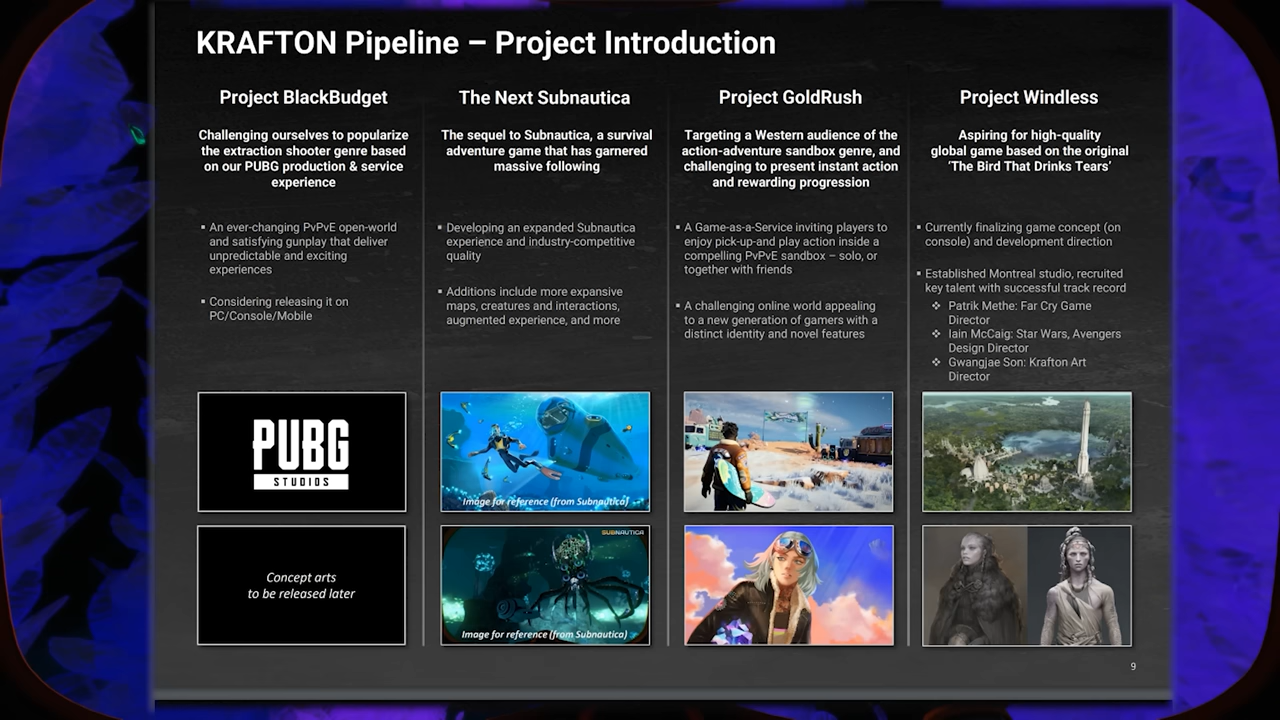 KRAFTON Pipeline – Project Introduction
Project BlackBudget
Challenging ourselves to popularize
the extraction shooter genre based
on our PUBG production & service
experience
▪ An ever-changing PvPvE open-world
and satisfying gunplay that deliver
unpredictable and exciting
experiences
▪ Considering releasing it on
PC/Console/Mobile
PUBG
STUDIOS
Concept arts
to be released later
The Next Subnautica
The sequel to Subnautica, a survival
adventure game that has garnered
massive following
▪ Developing an expanded Subnautica
experience and industry-competitive
quality
▪ Additions include more expansive
maps, creatures and interactions,
augmented experience, and more
Image for reference (from Subnautica)
SUBNAUTICA
Image for reference (from Subnautica)
Project GoldRush
Targeting a Western audience of the
action-adventure sandbox genre, and
challenging to present instant action
and rewarding progression
▪ A Game-as-a-Service inviting players to
enjoy pick-up-and play action inside a
compelling PvPvE sandbox – solo, or
together with friends
▪ A challenging online world appealing
to a new generation of gamers with a
distinct identity and novel features
Project Windless
Aspiring for high-quality
global game based on the original
‘The Bird That Drinks Tears’
▪ Currently finalizing game concept (on
console) and development direction
▪ Established Montreal studio, recruited
key talent with successful track record
❖ Patrik Methe: Far Cry Game
Director
❖ Iain McCaig: Star Wars, Avengers
Design Director
❖ Gwangjae Son: Krafton Art
Director
9